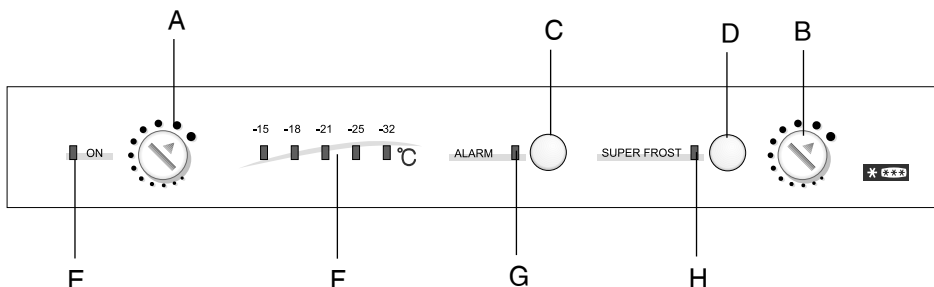 A
C
D
B
-15 -18 -21 -25 -32
ON
°C
ALARM
SUPER FROST
E
F
G
H